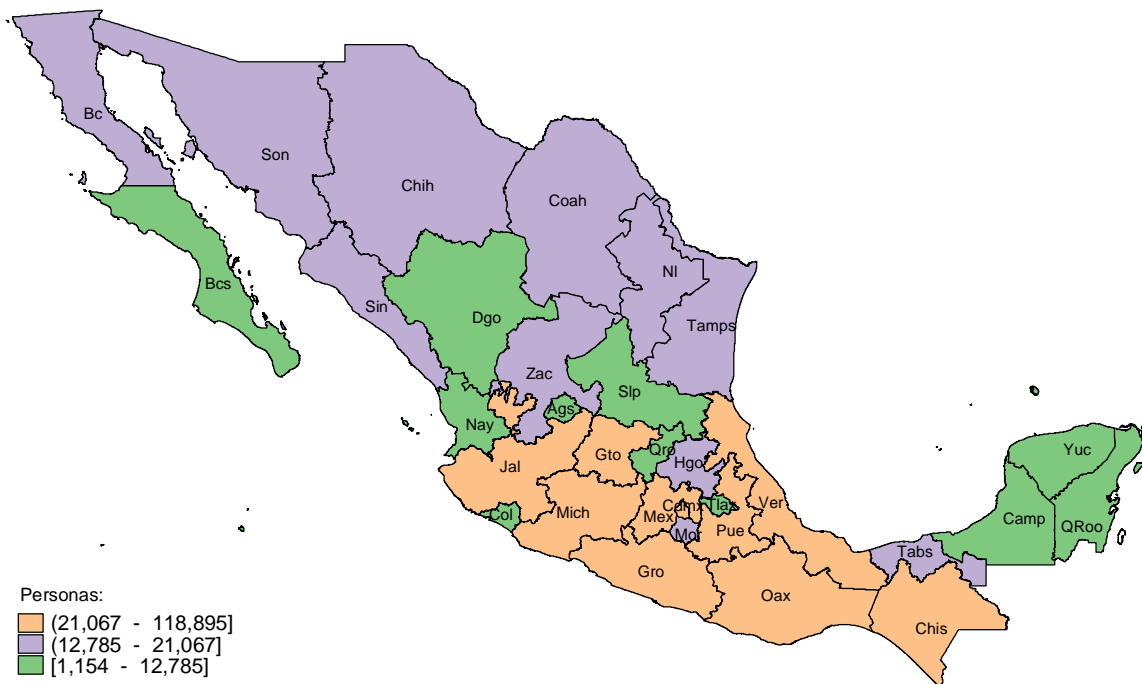 Bc
Son
Chih
Coah
Bcs
Nl
Sin
Dgo
Tamps
Zac
Slp
Ags
Nay
Qro
Gto
Hgo
Jal
Yuc
Ver
Cdmx
Tlax
Mich
Col
Mex
Camp
QRoo
Mor
Pue
Tabs
Gro
Oax
Chis
Personas:
(21,067 - 118,895]
(12,785 - 21,067]
[1,154 - 12,785]